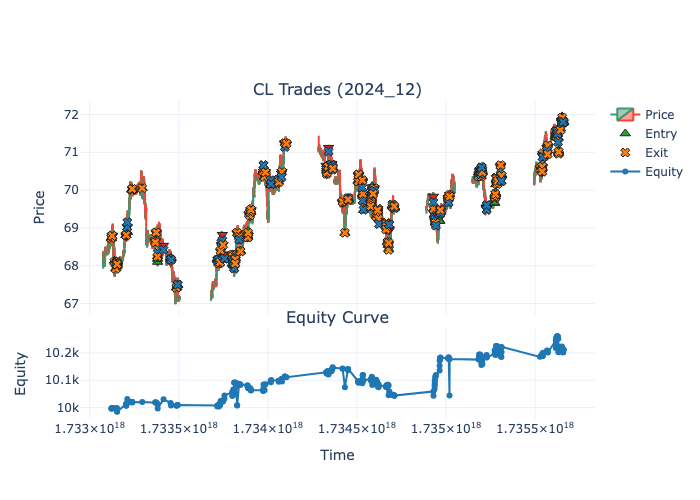 CL Trades (2024_12)
72
71
70
69
68
67
Price
Price
Entry
Exit
Equity
Equity Curve
10.2k
10.1k
10k
Equity
1.733×10¹⁸
1.7335×10¹⁸
1.734×10¹⁸
1.7345×10¹⁸
1.735×10¹⁸
1.7355×10¹⁸
Time